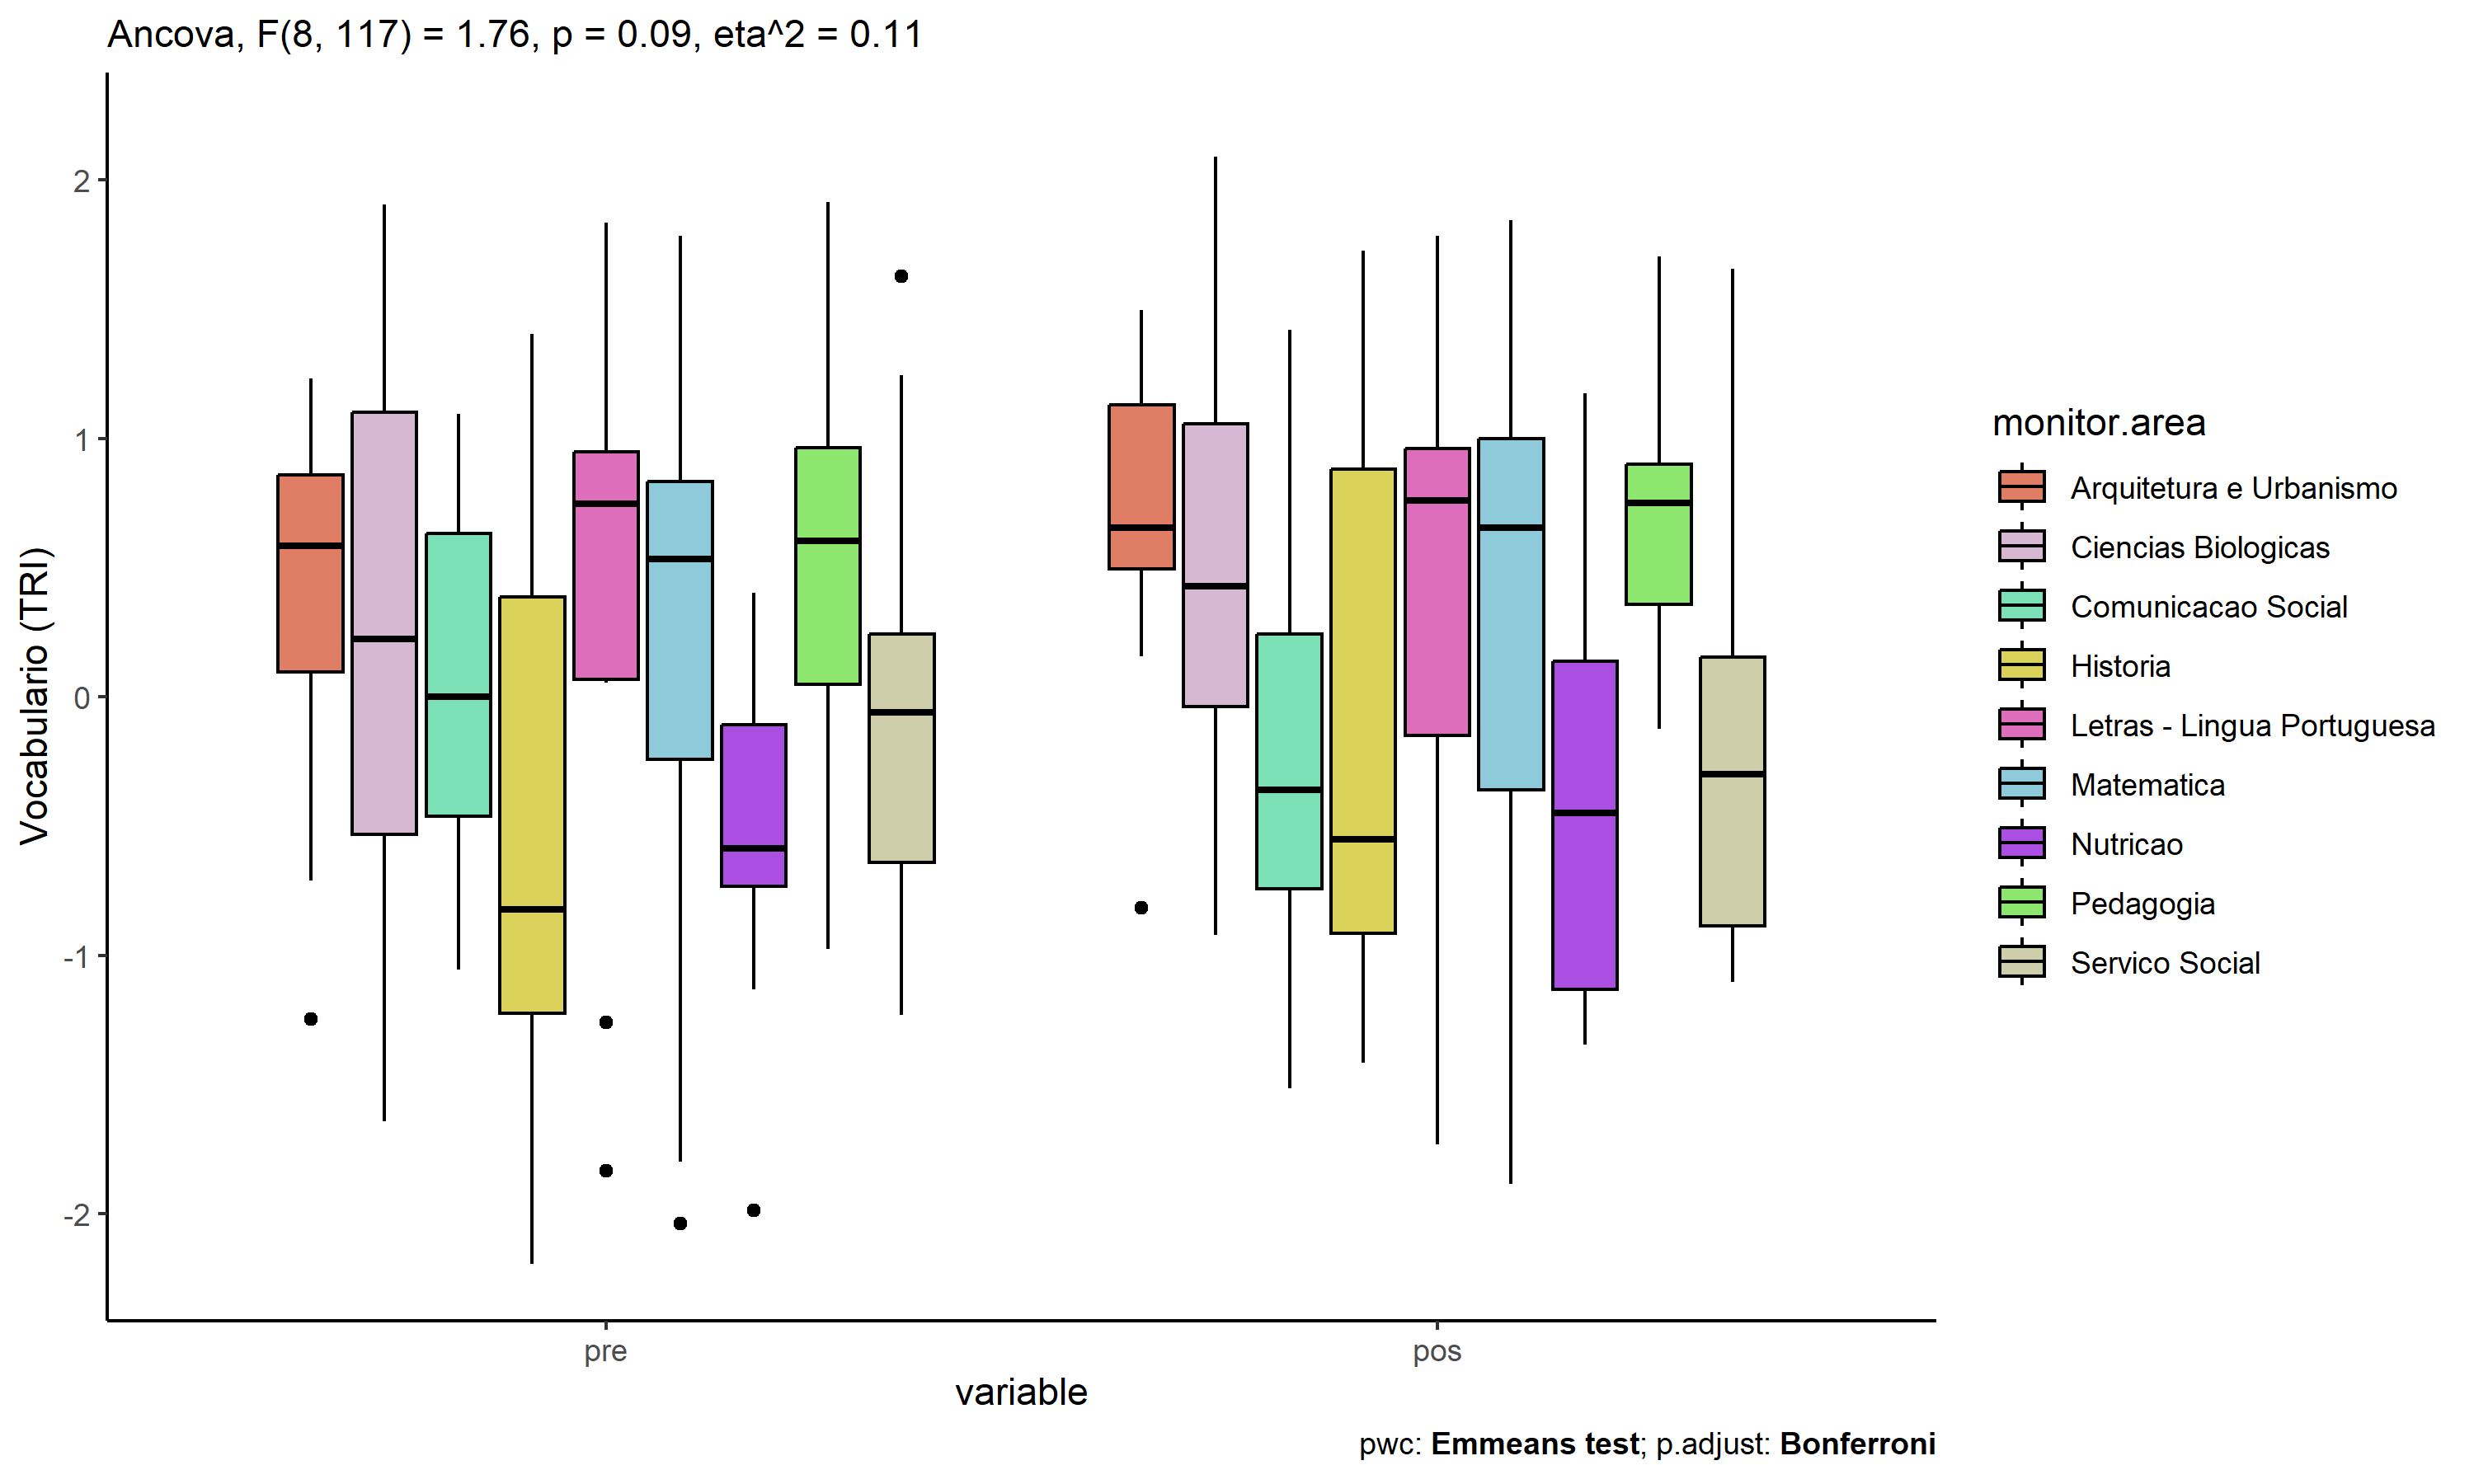 Ancova, F(8, 117) = 1.76, p = 0.09, eta^2 = 0.11
Vocabulario (TRI)
2
1
0
-1
-2
pre
pos
variable
monitor.area
Arquitetura e Urbanismo
Ciencias Biologicas
Comunicacao Social
Historia
Letras - Lingua Portuguesa
Matematica
Nutricao
Pedagogia
Servico Social
pwc: Emmeans test; p.adjust: Bonferroni